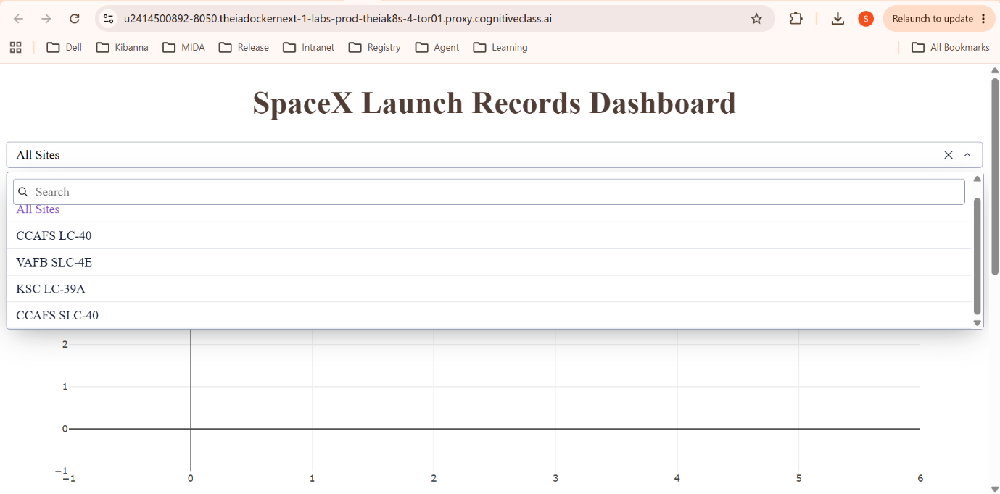 u2414500892-8050.theiadockernext-1-labs-prod-theiak8s-4-tor01.proxy.cognitiveclass.ai S Relaunch to update
Dell Kibanna MIDA Release Intranet Registry Agent Learning All Bookmarks
SpaceX Launch Records Dashboard
All Sites
Search
All Sites
CCAFS LC-40
VAFB SLC-4E
KSC LC-39A
CCAFS SLC-40
2
1
0
−1
−1 0 1 2 3 4 5 6